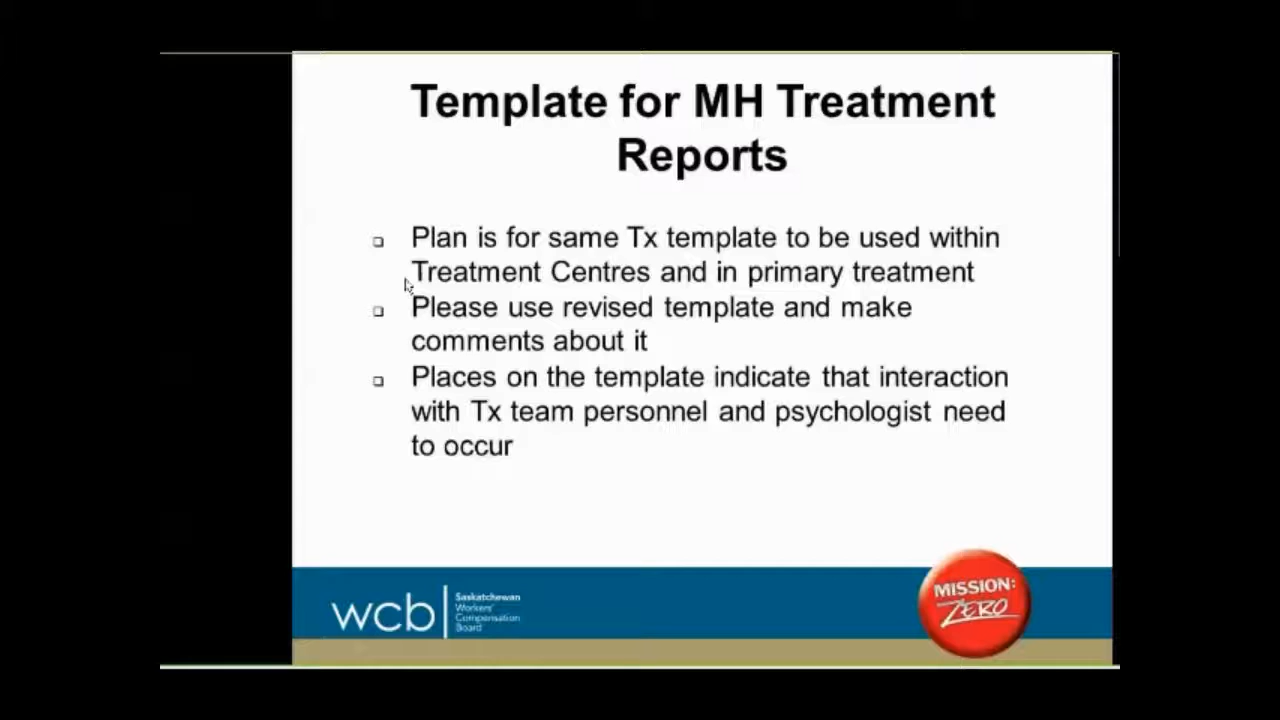 Template for MH Treatment
Reports
Plan is for same Tx template to be used within
Treatment Centres and in primary treatment
Please use revised template and make
comments about it
Places on the template indicate that interaction
with Tx team personnel and psychologist need
to occur
wcb
Saskatchewan
Workers'
Compensation
Board
MISSION:
ZERO